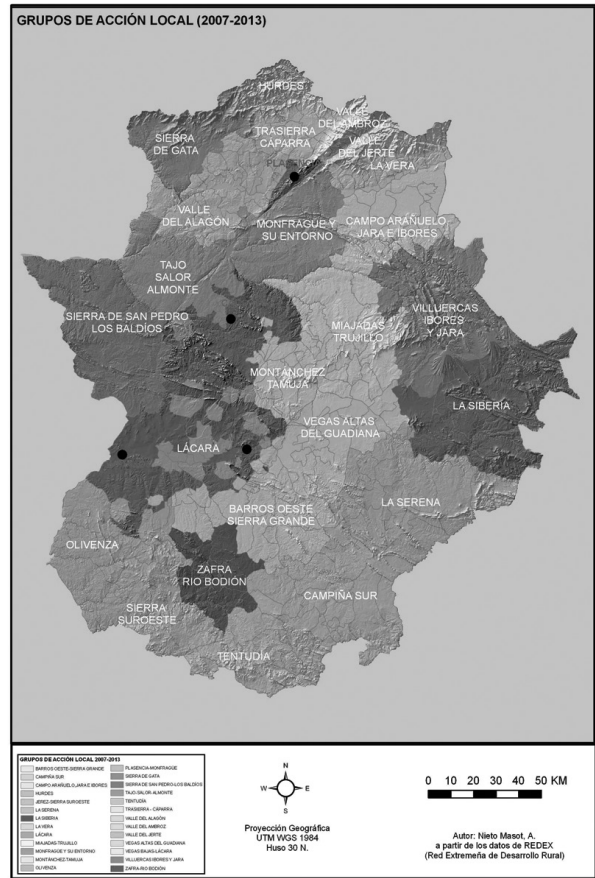 GRUPOS DE ACCIÓN LOCAL (2007-2013)
HURDES
VALLE
DEL AMBROZ
TRASIERRA
CÁPARRA
SIERRA
DE GATA
VALLE
DEL JERTE
LA VERA
PLASENCIA
VALLE
DEL ALAGÓN
MONFRAGÜE Y
SU ENTORNO
CAMPO ARAÑUELO
JARA E ÍBORES
TAJO
SALOR
ALMONTE
SIERRA DE SAN PEDRO
LOS BALDÍOS
VILLUERCAS
IBORES
Y JARA
MIAJADAS
TRUJILLO
MONTÁNCHEZ
TAMUJA
LA SIBERIA
VEGAS ALTAS
DEL GUADIANA
LÁCARA
LA SERENA
BARROS OESTE
SIERRA GRANDE
OLIVENZA
ZAFRA
RIO BODIÓN
CAMPIÑA SUR
SIERRA
SUROESTE
TENTUDÍA
GRUPOS DE ACCIÓN LOCAL 2007-2013
BARROS OESTE-SIERRA GRANDE
CAMPIÑA SUR
CAMPO ARAÑUELO,JARA E IBORES
HURDES
JEREZ-SIERRA SUROESTE
LA SERENA
LA SIBERIA
LA VERA
LÁCARA
MIAJADAS-TRUJILLO
MONFRAGÜE Y SU ENTORNO
MONTÁNCHEZ-TAMUJA
OLIVENZA
PLASENCIA-MONFRAGUE
SIERRA DE GATA
SIERRA DE SAN PEDRO-LOS BALDÍOS
TAJO-SALOR-ALMONTE
TENTUDÍA
TRASIERRA - CÁPARRA
VALLE DEL ALAGÓN
VALLE DEL AMBROZ
VALLE DEL JERTE
VEGAS ALTAS DEL GUADIANA
VEGAS BAJAS-LÁCARA
VILLUERCAS IBORES Y JARA
ZAFRA-RIO BODIÓN
N
W
E
S
Proyección Geográfica
UTM WGS 1984
Huso 30 N.
0 10 20 30 40 50 KM
Autor: Nieto Masot, A.
a partir de los datos de REDEX
(Red Extremeña de Desarrollo Rural)